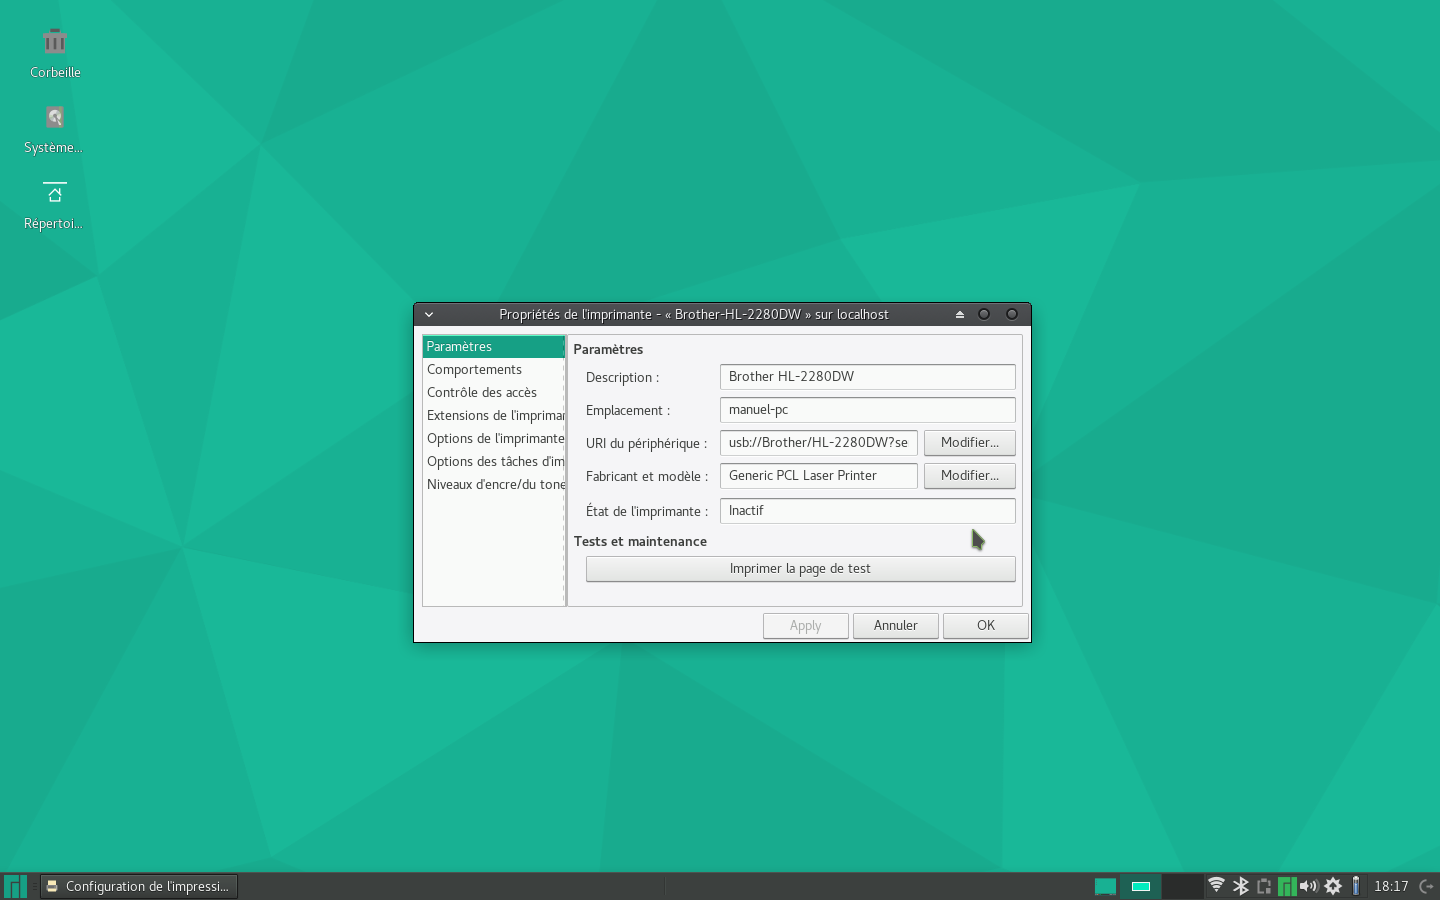 Corbeille
Système...
Répertoi...
Propriétés de l'imprimante - « Brother-HL-2280DW » sur localhost
Paramètres
Comportements
Contrôle des accès
Extensions de l'imprimar
Options de l'imprimante
Options des tâches d'im
Niveaux d'encre/du tone
Paramètres
Description : Brother HL-2280DW
Emplacement : manuel-pc
URI du périphérique : usb://Brother/HL-2280DW?se Modifier...
Fabricant et modèle : Generic PCL Laser Printer Modifier...
État de l'imprimante : Inactif
Tests et maintenance
Imprimer la page de test
Apply Annuler OK
Configuration de l'impressi... 18:17